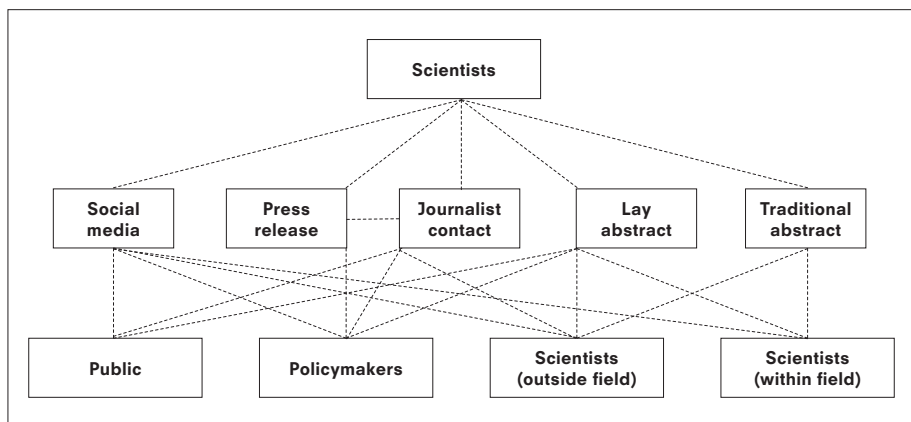 Scientists
Social
media
Press
release
Journalist
contact
Lay
abstract
Traditional
abstract
Public
Policymakers
Scientists
(outside field)
Scientists
(within field)